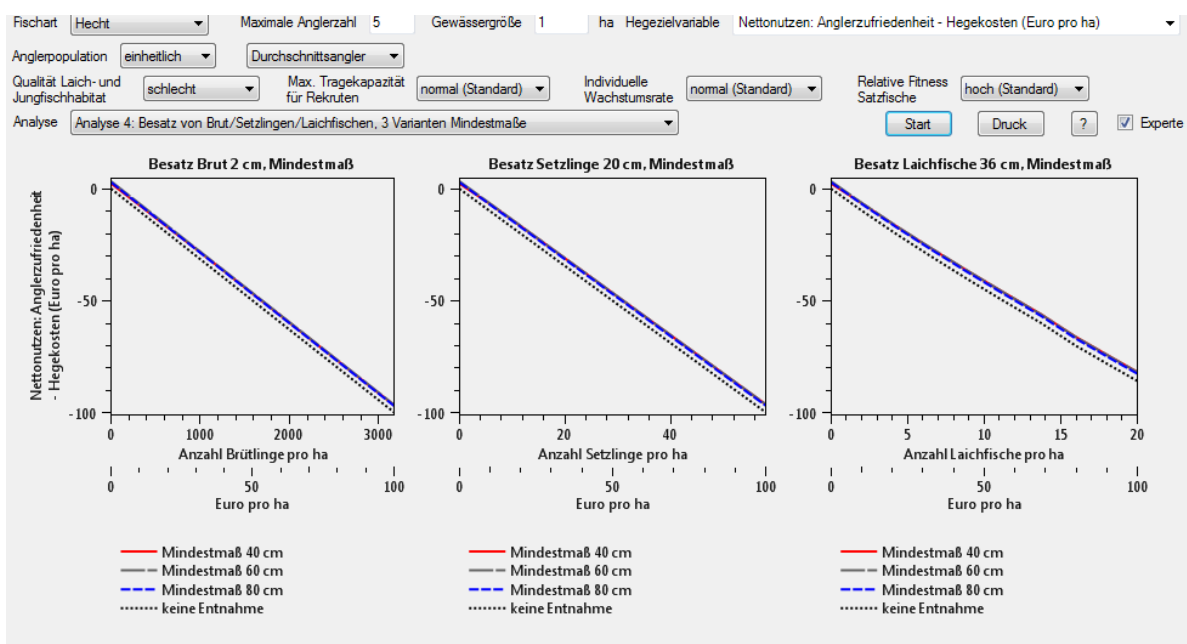 Fischart Hecht Maximale Anglerzahl 5 Gewässergröße 1 ha Hegezielvariable Nettonutzen: Anglerzufriedenheit - Hegekosten (Euro pro ha)
Anglerpopulation einheitlich Durchschnittsangler
Qualität Laich- und Jungfischhabitat schlecht Max. Tragekapazität für Rekruten normal (Standard) Individuelle Wachstumsrate normal (Standard) Relative Fitness Satzfische hoch (Standard)
Analyse Analyse 4: Besatz von Brut/Setzlingen/Laichfischen, 3 Varianten Mindestmaße Start Druck ? Experte
Besatz Brut 2 cm, Mindestmaß
Nettonutzen: Anglerzufriedenheit
- Hegekosten (Euro pro ha)
0
-50
-100
0 1000 2000 3000
Anzahl Brütlinge pro ha
0 50 100
Euro pro ha
Mindestmaß 40 cm
Mindestmaß 60 cm
Mindestmaß 80 cm
keine Entnahme
Besatz Setzlinge 20 cm, Mindestmaß
0
-50
-100
0 20 40
Anzahl Setzlinge pro ha
0 50 100
Euro pro ha
Mindestmaß 40 cm
Mindestmaß 60 cm
Mindestmaß 80 cm
keine Entnahme
Besatz Laichfische 36 cm, Mindestmaß
0
-50
-100
0 5 10 15 20
Anzahl Laichfische pro ha
0 50 100
Euro pro ha
Mindestmaß 40 cm
Mindestmaß 60 cm
Mindestmaß 80 cm
keine Entnahme